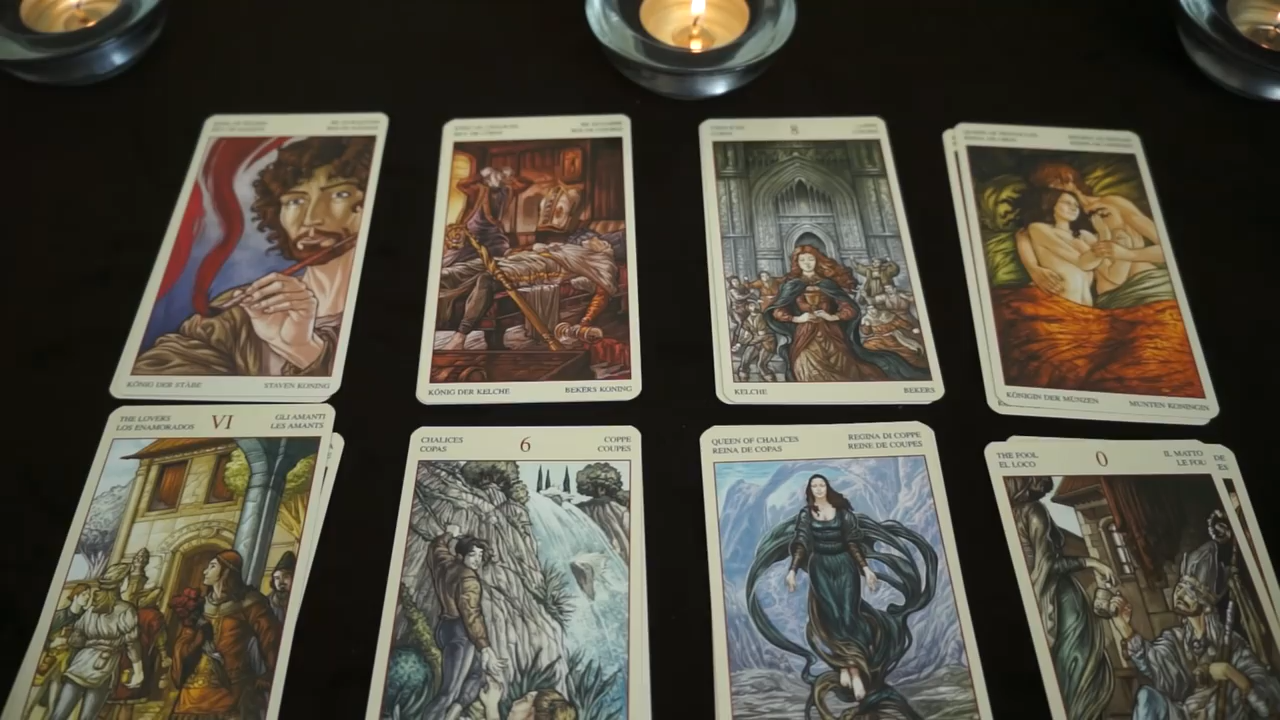 8
KÖNIG DER STÄBE STAVEN KONING
KÖNIG DER KELCHE BEKERS KONING
KELCHE BEKERS
KÖNIGIN DER MÜNZEN MUNTEN KONINGIN
THE LOVERS VI GLI AMANTI
LOS ENAMORADOS LES AMANTS
CHALICES 6 COPPE
COPAS COUPES
QUEEN OF CHALICES REGINA DI COPPE
REINA DE COPAS REINE DE COUPES
THE FOOL 0 IL MATTO
EL LOCO LE FOU